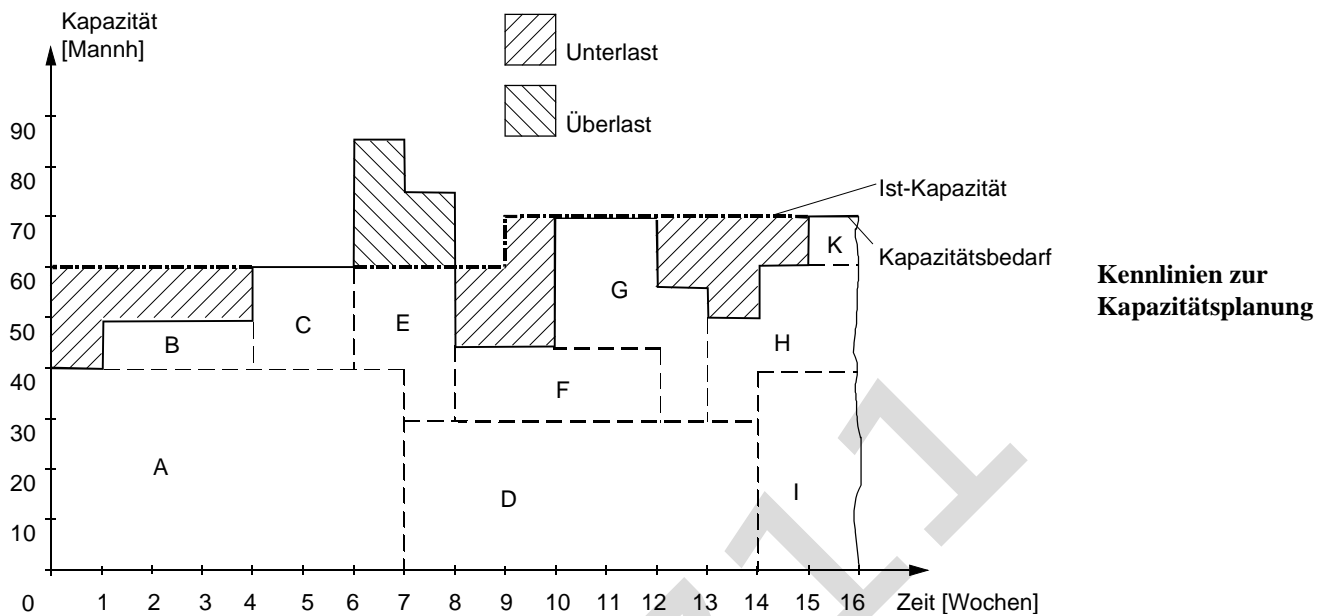 Kapazität
[Mannh]
Unterlast
Überlast
90
80
70
60
50
40
30
20
10
0
Ist-Kapazität
Kapazitätsbedarf
Kennlinien zur
Kapazitätsplanung
A
B
C
E
F
D
G
H
I
K
1 2 3 4 5 6 7 8 9 10 11 12 13 14 15 16 Zeit [Wochen]